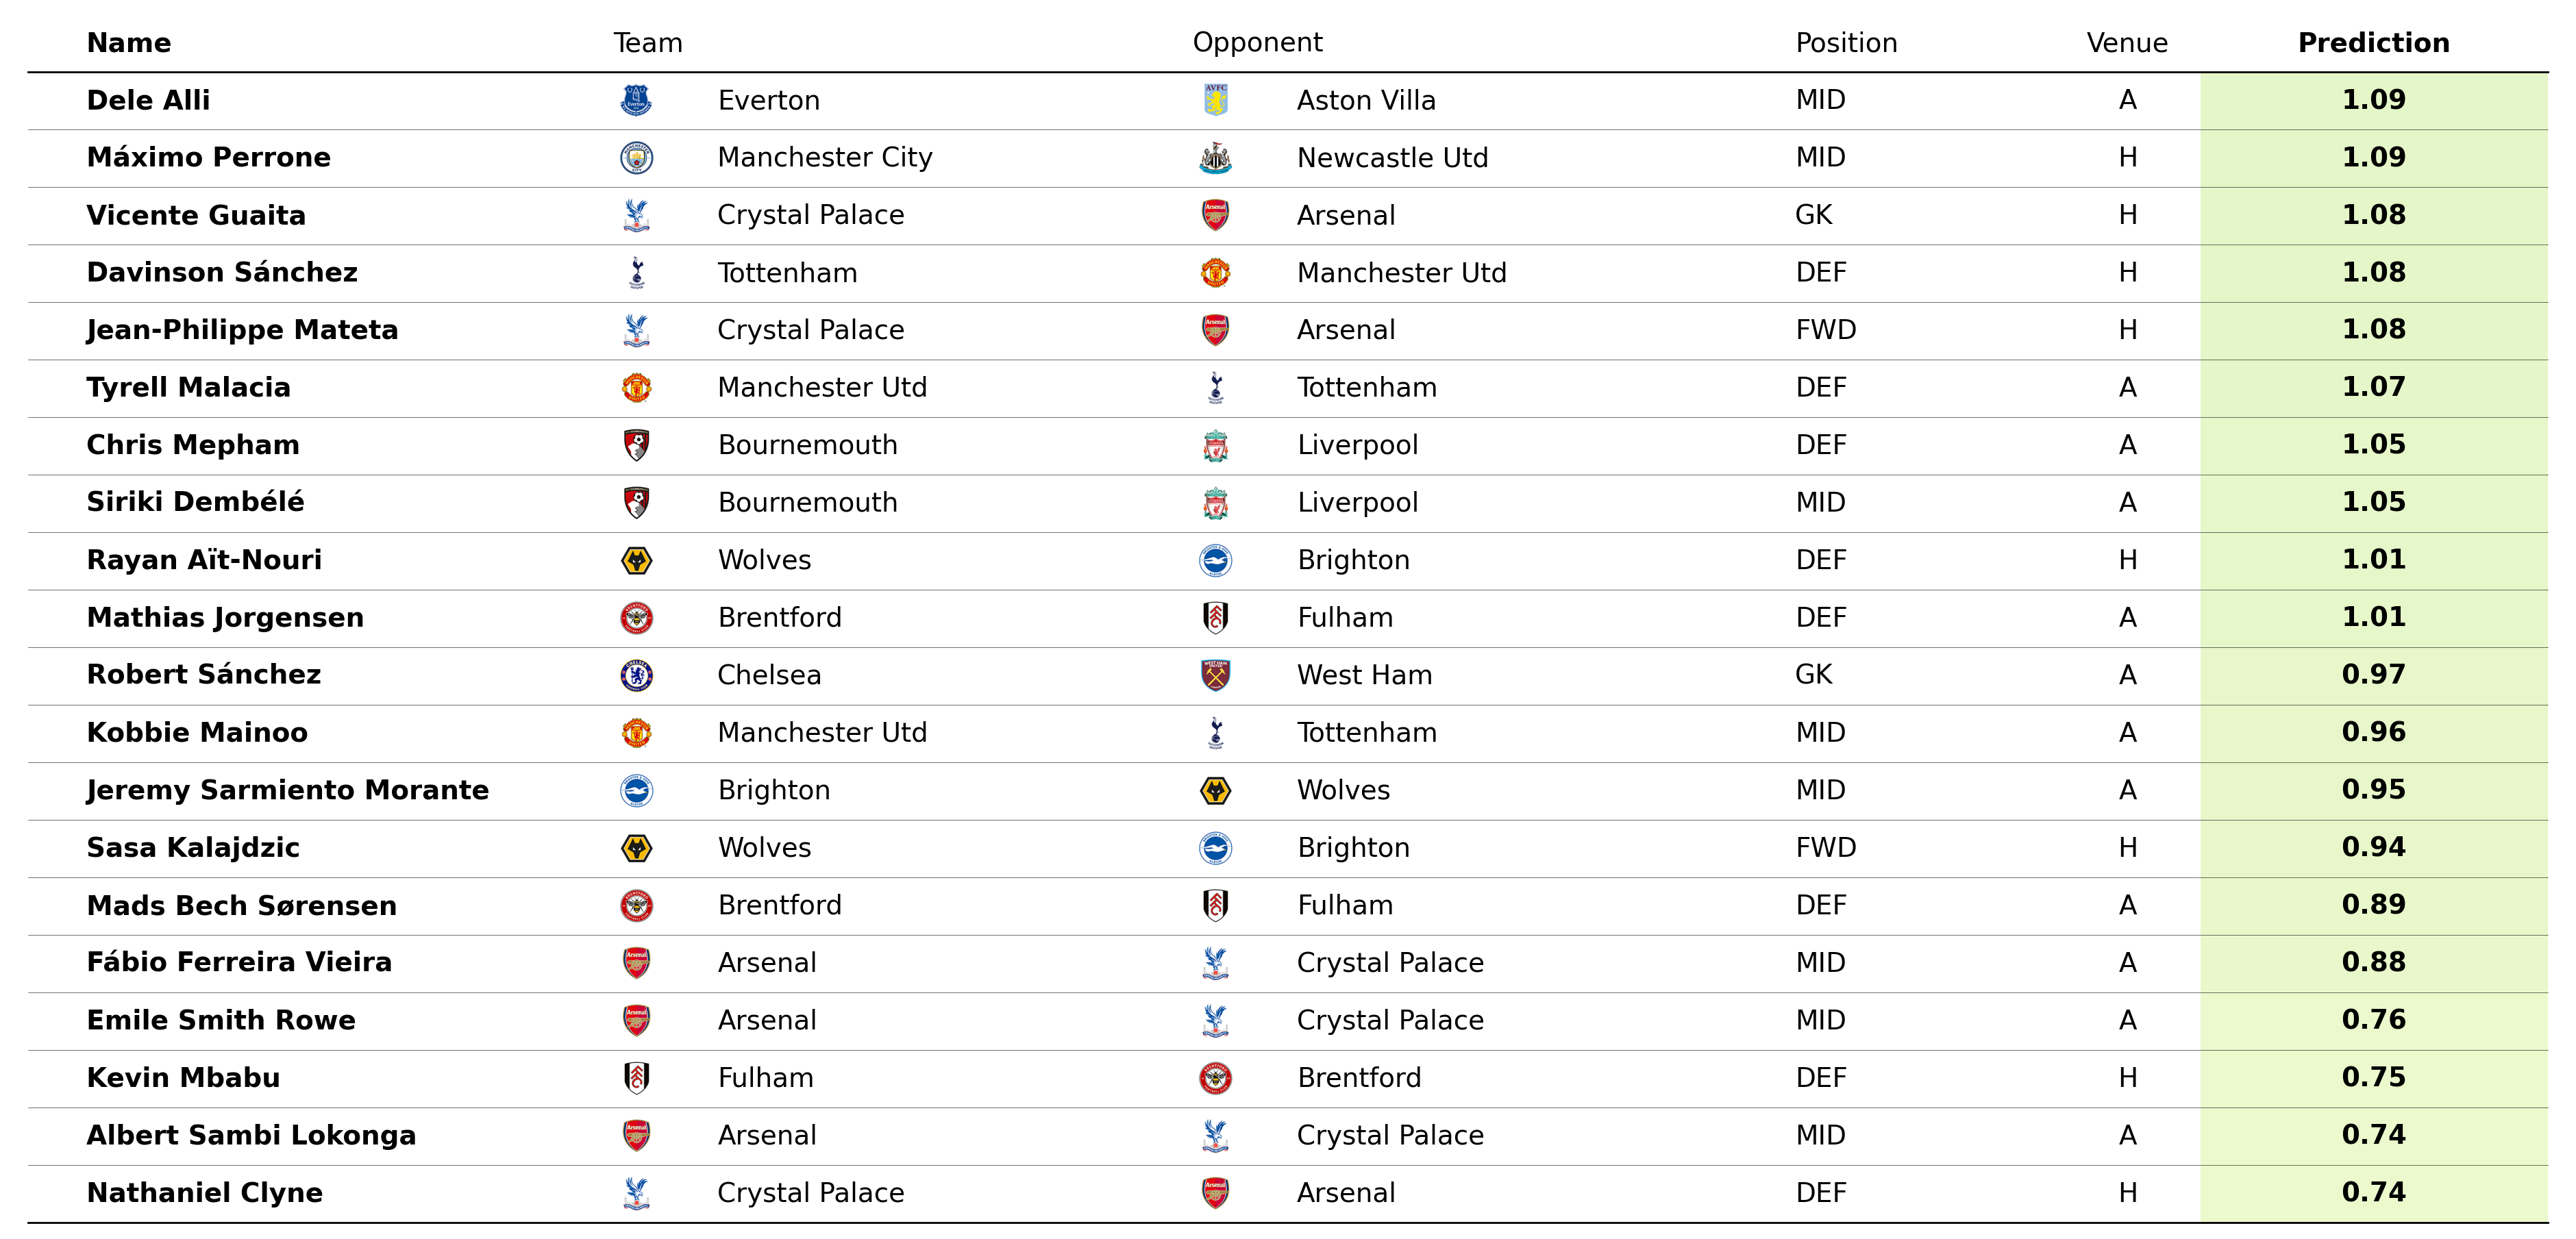 Name Team Opponent Position Venue Prediction
Dele Alli Everton Aston Villa MID A 1.09
Máximo Perrone Manchester City Newcastle Utd MID H 1.09
Vicente Guaita Crystal Palace Arsenal GK H 1.08
Davinson Sánchez Tottenham Manchester Utd DEF H 1.08
Jean-Philippe Mateta Crystal Palace Arsenal FWD H 1.08
Tyrell Malacia Manchester Utd Tottenham DEF A 1.07
Chris Mepham Bournemouth Liverpool DEF A 1.05
Siriki Dembélé Bournemouth Liverpool MID A 1.05
Rayan Aït-Nouri Wolves Brighton DEF H 1.01
Mathias Jorgensen Brentford Fulham DEF A 1.01
Robert Sánchez Chelsea West Ham GK A 0.97
Kobbie Mainoo Manchester Utd Tottenham MID A 0.96
Jeremy Sarmiento Morante Brighton Wolves MID A 0.95
Sasa Kalajdzic Wolves Brighton FWD H 0.94
Mads Bech Sørensen Brentford Fulham DEF A 0.89
Fábio Ferreira Vieira Arsenal Crystal Palace MID A 0.88
Emile Smith Rowe Arsenal Crystal Palace MID A 0.76
Kevin Mbabu Fulham Brentford DEF H 0.75
Albert Sambi Lokonga Arsenal Crystal Palace MID A 0.74
Nathaniel Clyne Crystal Palace Arsenal DEF H 0.74